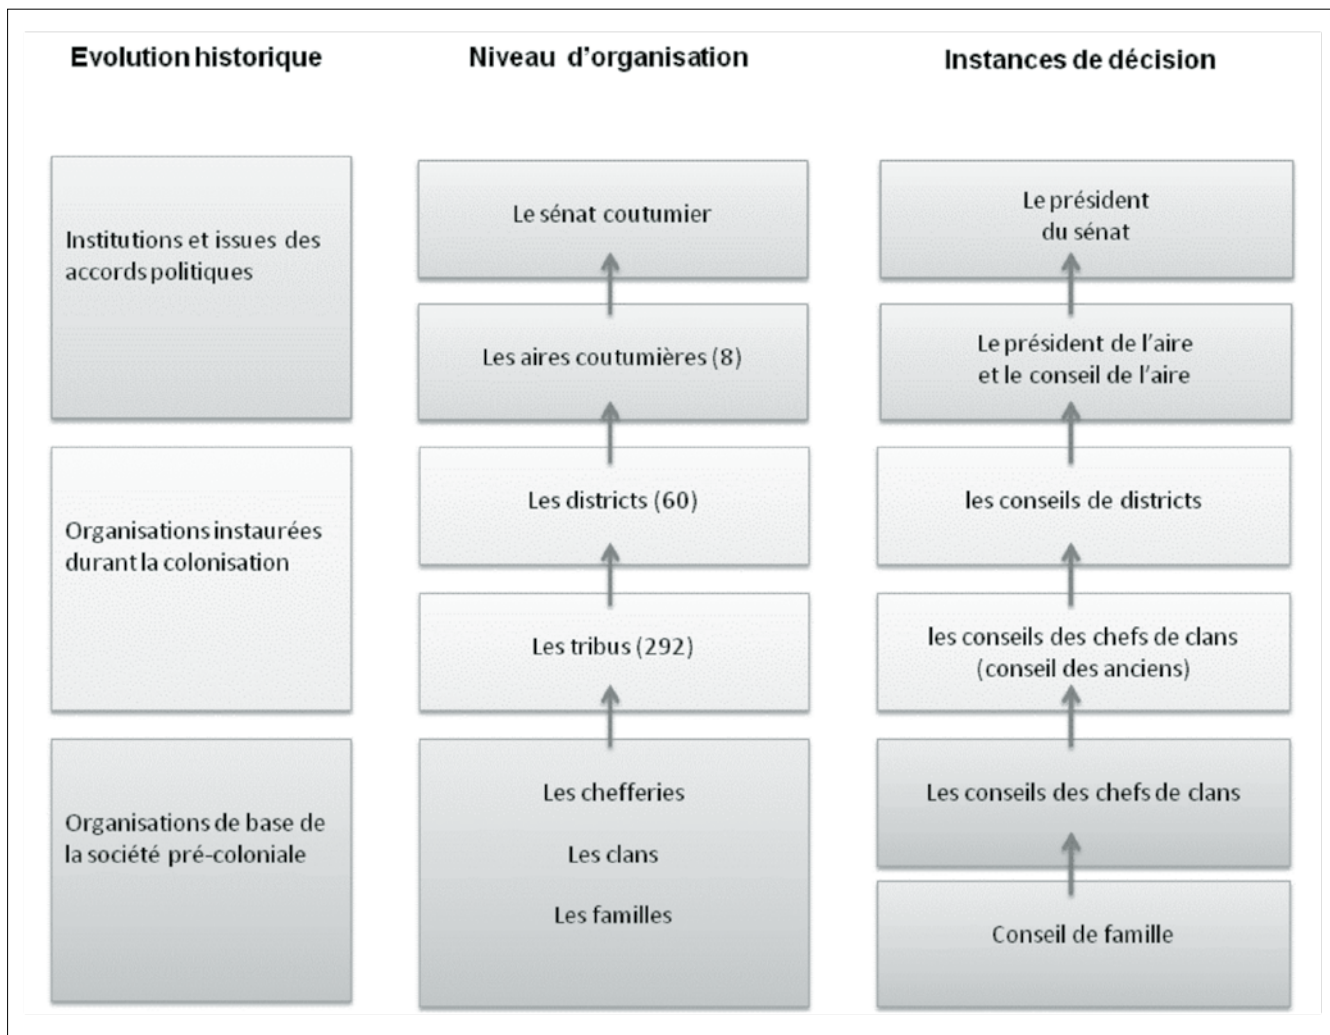 Evolution historique
Niveau d'organisation
Instances de décision
Institutions et issues des
accords politiques
Le sénat coutumier
Le président
du sénat
Les aires coutumières (8)
Le président de l'aire
et le conseil de l'aire
Organisations instaurées
durant la colonisation
Les districts (60)
les conseils de districts
Les tribus (292)
les conseils des chefs de clans
(conseil des anciens)
Organisations de base de
la société pré-coloniale
Les chefferies
Les clans
Les familles
Les conseils des chefs de clans
Conseil de famille